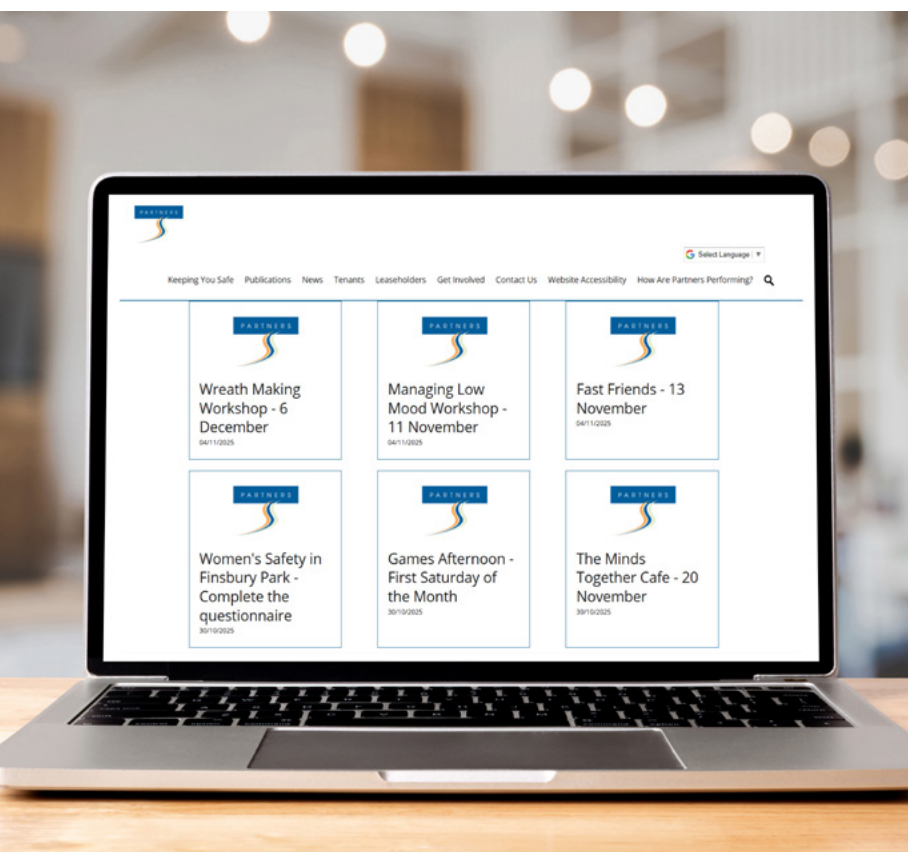 PARTNERS
Select Language
Keeping You Safe Publications News Tenants Leaseholders Get Involved Contact Us Website Accessibility How Are Partners Performing?
PARTNERS
Wreath Making
Workshop - 6
December
04/11/2025
PARTNERS
Managing Low
Mood Workshop -
11 November
04/11/2025
PARTNERS
Fast Friends - 13
November
04/11/2025
PARTNERS
Women's Safety in
Finsbury Park -
Complete the
questionnaire
30/10/2025
PARTNERS
Games Afternoon -
First Saturday of
the Month
30/10/2025
PARTNERS
The Minds
Together Cafe - 20
November
30/10/2025